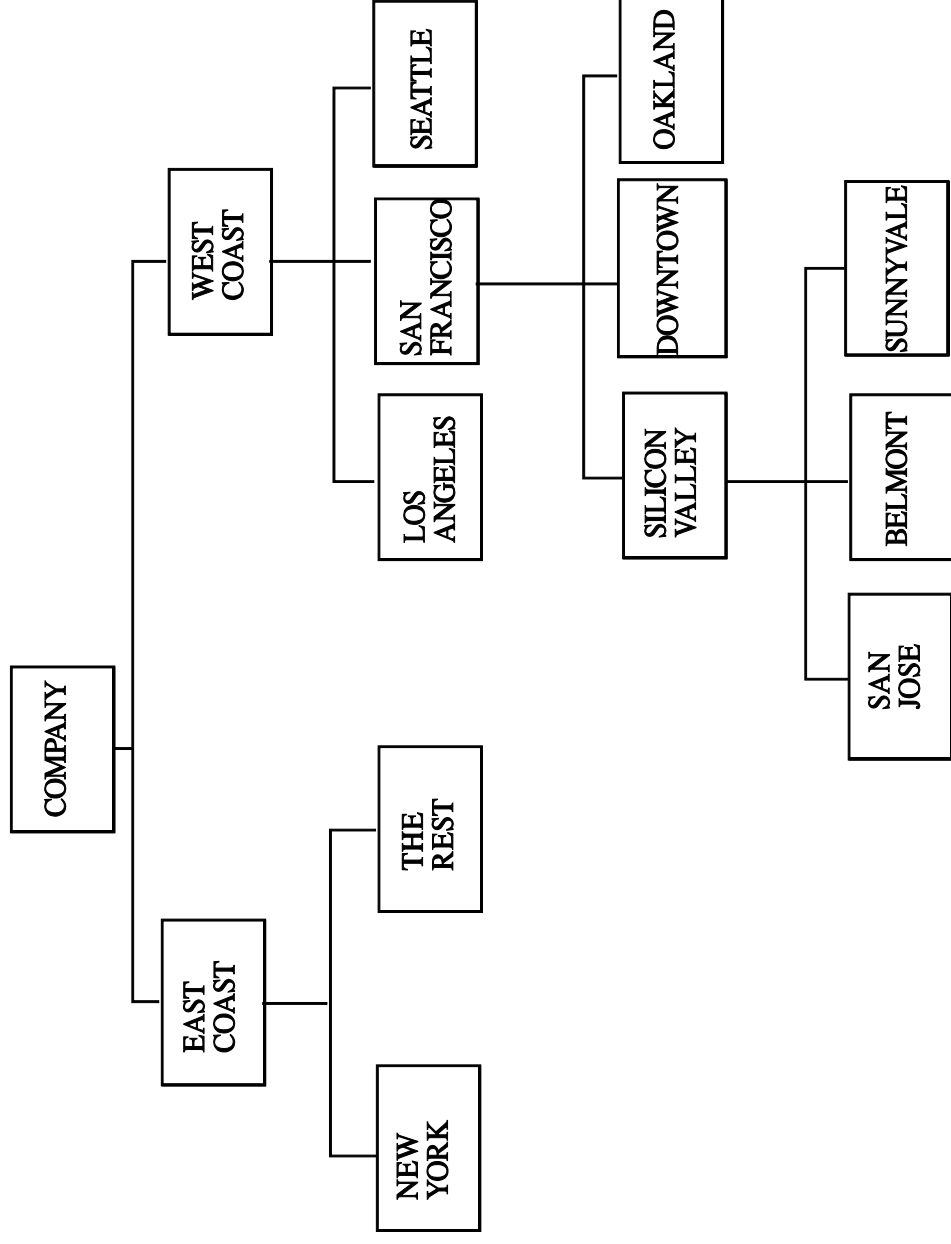 COMPANY
EAST
COAST
WEST
COAST
NEW
YORK
THE
REST
LOS
ANGELES
SAN
FRANCISCO
SEATTLE
SILICON
VALLEY
DOWNTOWN
OAKLAND
SAN
JOSE
BELMONT
SUNNYVALE